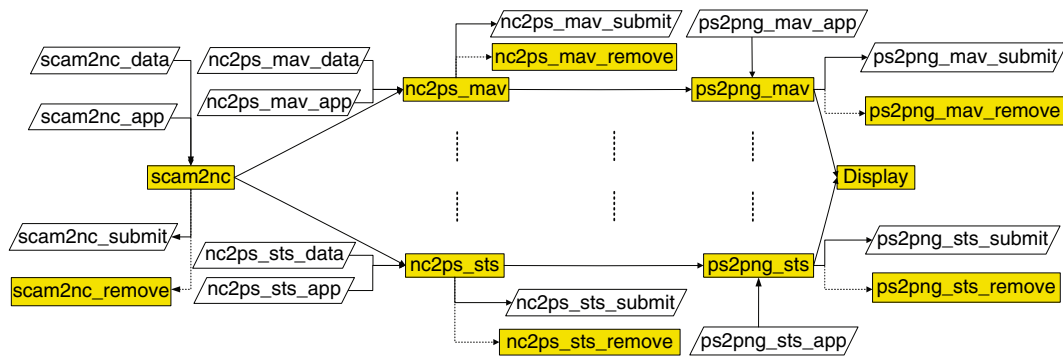 nc2ps_mav_submit
ps2png_mav_app
scam2nc_data
nc2ps_mav_data
nc2ps_mav_remove
ps2png_mav_submit
nc2ps_mav_app
nc2ps_mav
ps2png_mav
ps2png_mav_remove
scam2nc_app
scam2nc
Display
scam2nc_submit
nc2ps_sts_data
nc2ps_sts
ps2png_sts
ps2png_sts_submit
scam2nc_remove
nc2ps_sts_app
nc2ps_sts_submit
ps2png_sts_remove
nc2ps_sts_remove
ps2png_sts_app